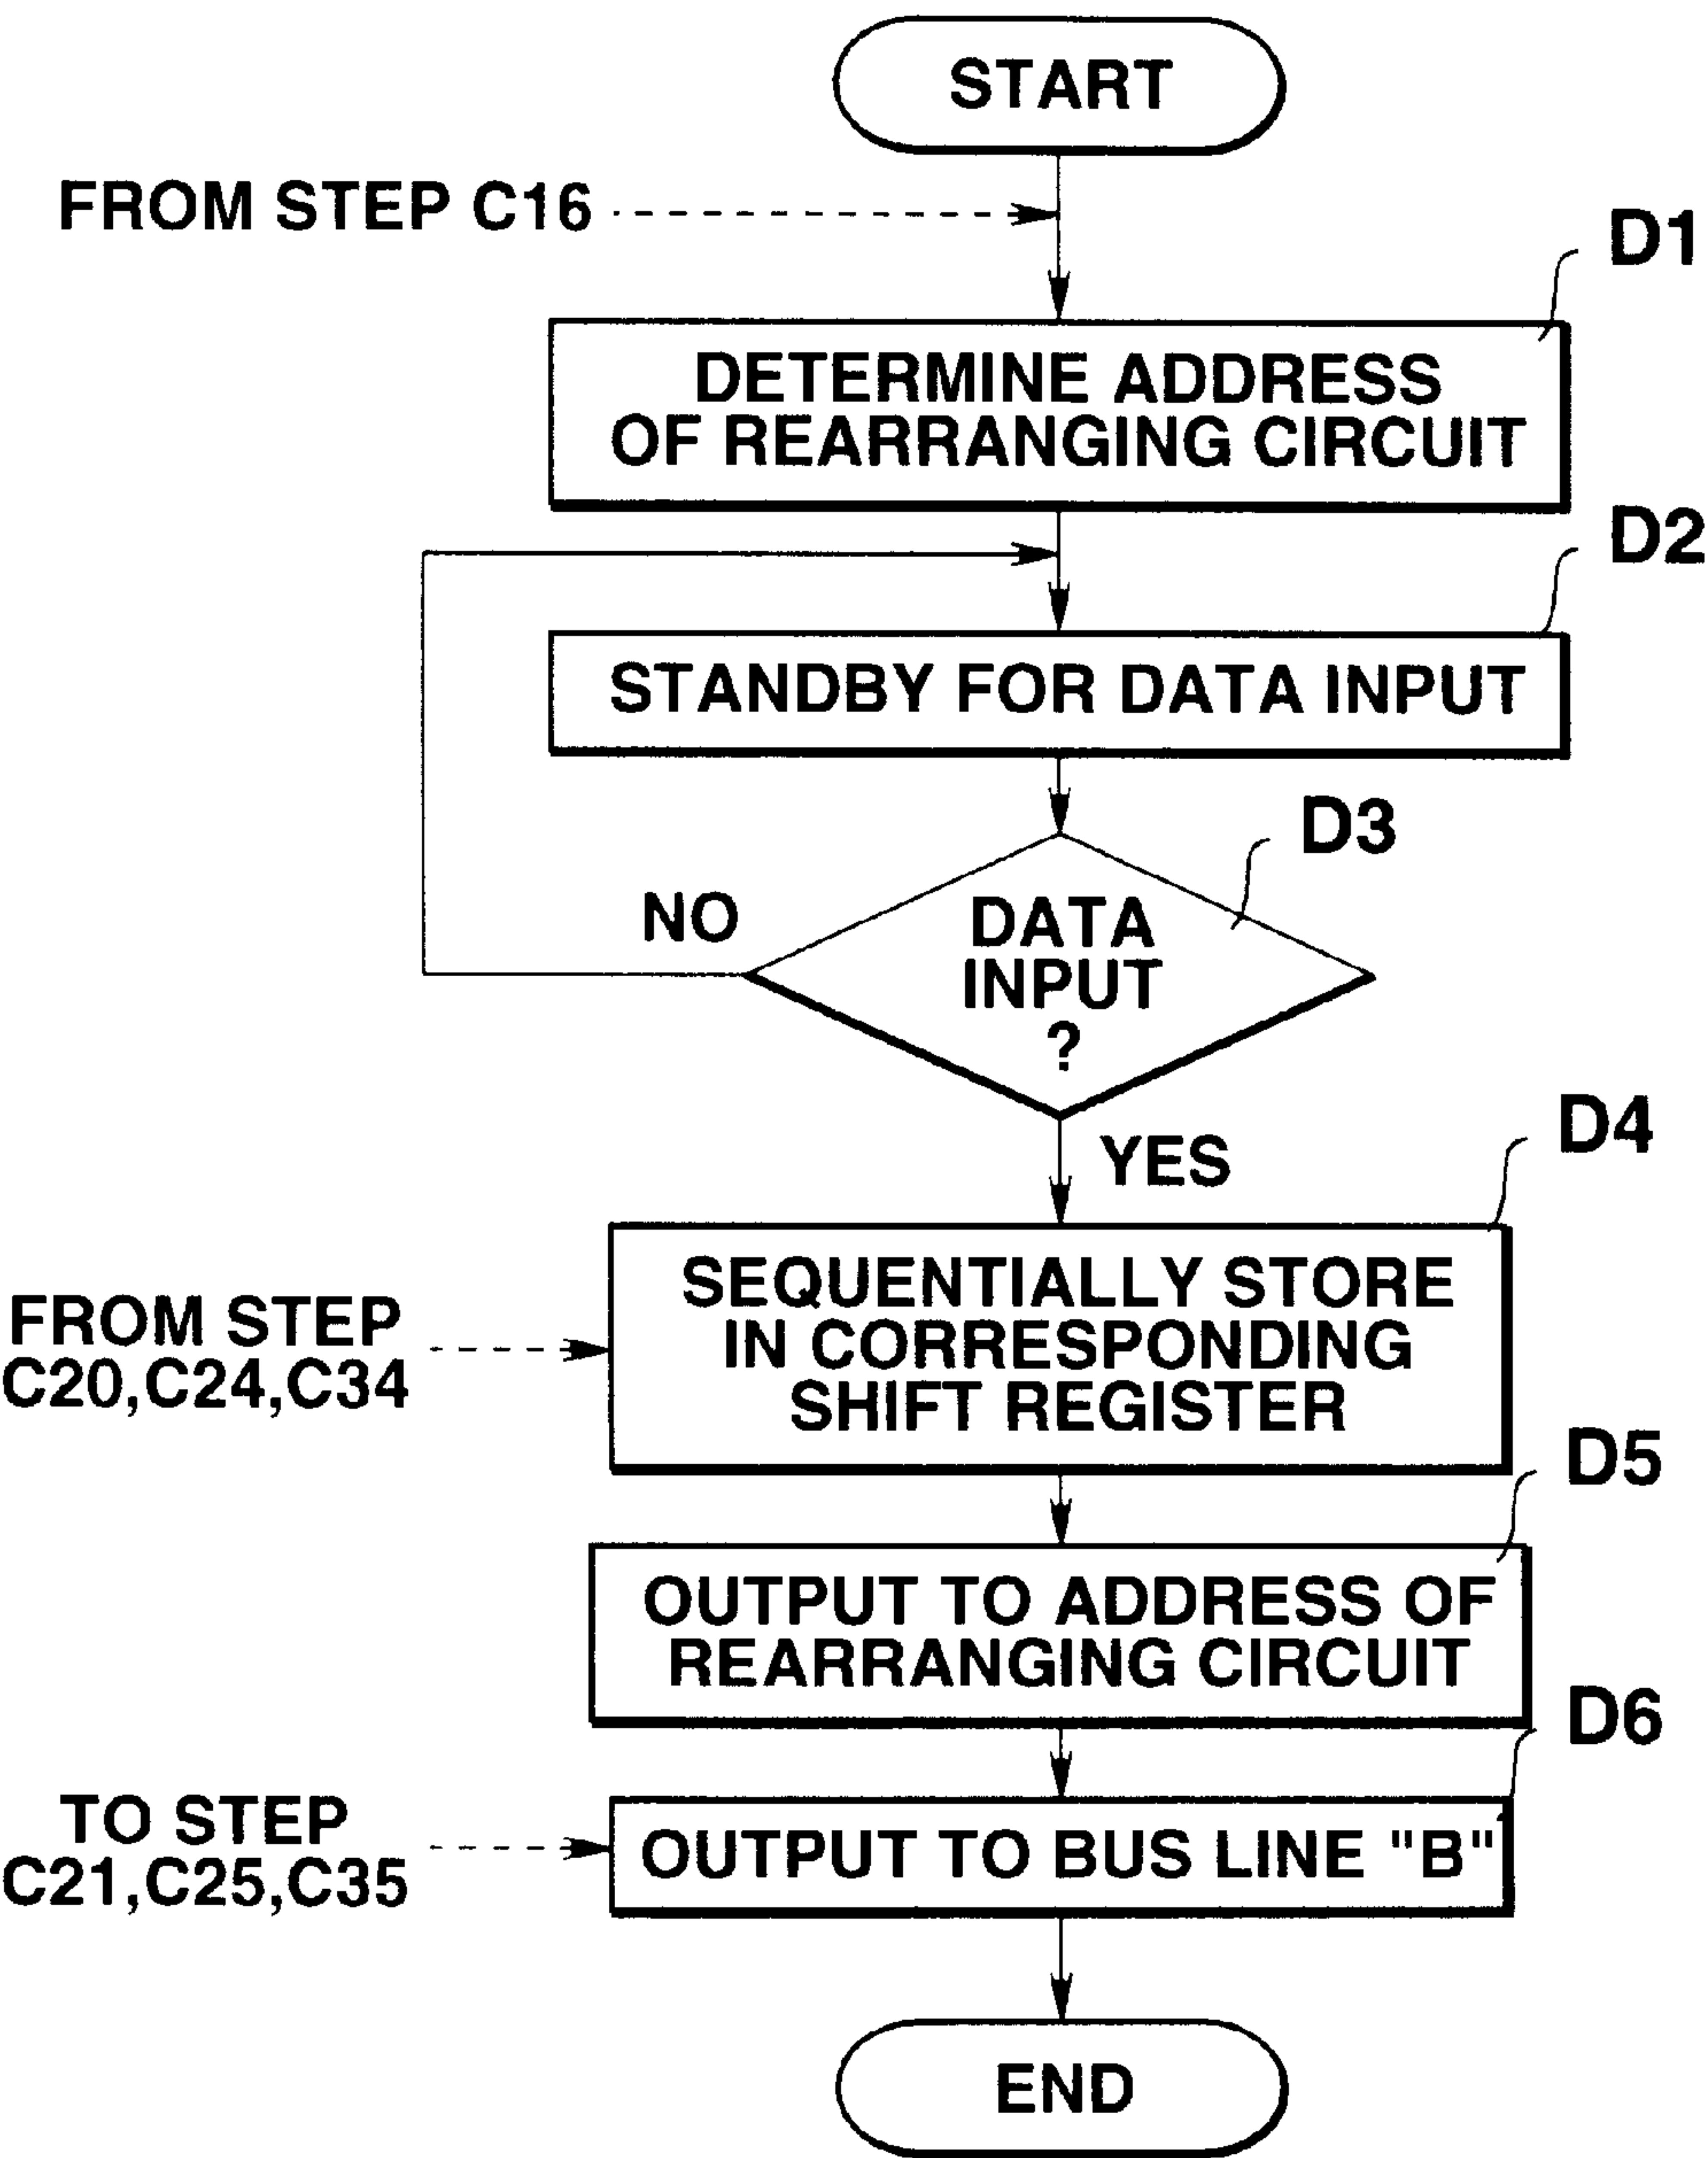 START
FROM STEP C16
D1
DETERMINE ADDRESS
OF REARRANGING CIRCUIT
D2
STANDBY FOR DATA INPUT
D3
NO
DATA
INPUT
?
YES
D4
SEQUENTIALLY STORE
IN CORRESPONDING
SHIFT REGISTER
FROM STEP
C20,C24,C34
D5
OUTPUT TO ADDRESS OF
REARRANGING CIRCUIT
D6
TO STEP
C21,C25,C35
OUTPUT TO BUS LINE "B"
END